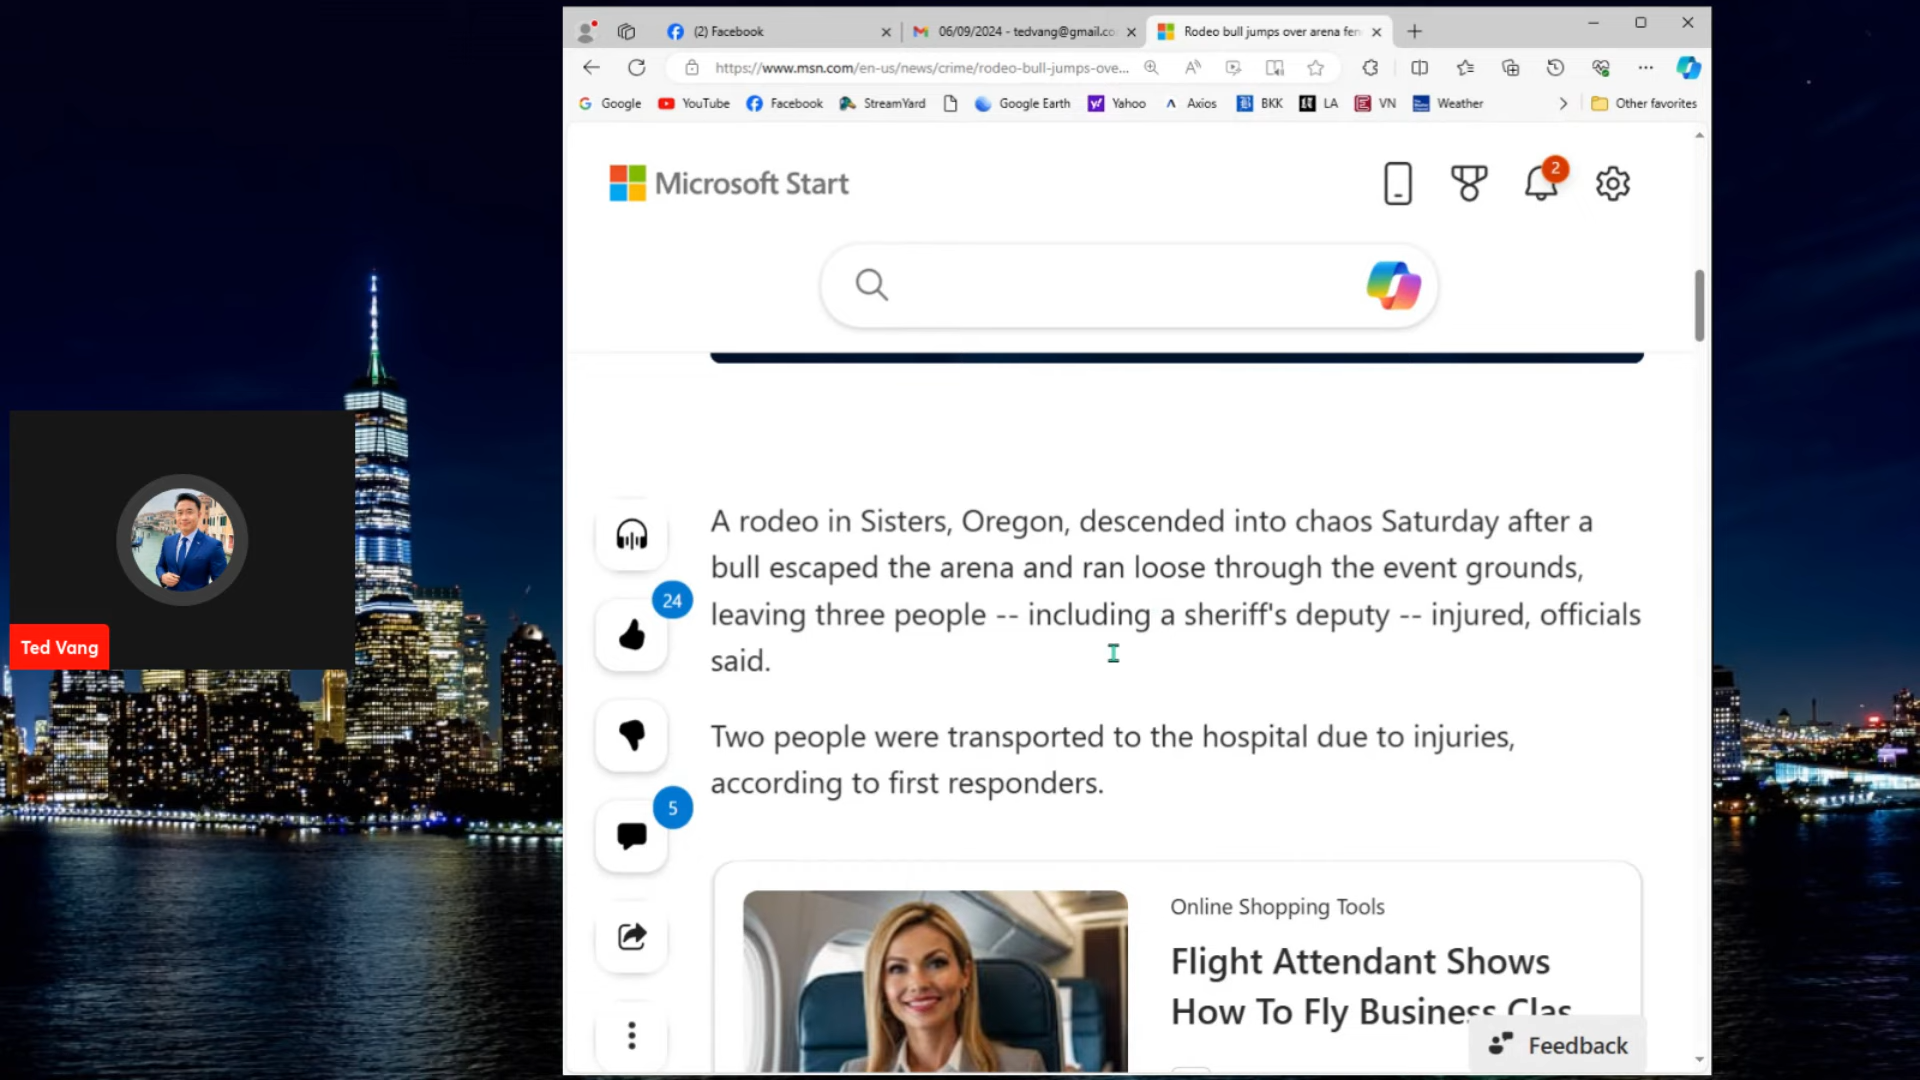 (2) Facebook
06/09/2024 - tedvang@gmail.co
Rodeo bull jumps over arena fen
https://www.msn.com/en-us/news/crime/rodeo-bull-jumps-ove...
Google
YouTube
Facebook
StreamYard
Google Earth
Yahoo
Axios
BKK
LA
VN
Weather
Other favorites
Microsoft Start
2
A rodeo in Sisters, Oregon, descended into chaos Saturday after a
bull escaped the arena and ran loose through the event grounds,
leaving three people -- including a sheriff's deputy -- injured, officials
said.
24
Two people were transported to the hospital due to injuries,
according to first responders.
5
Online Shopping Tools
Flight Attendant Shows
How To Fly Business Clas
Feedback
Ted Vang